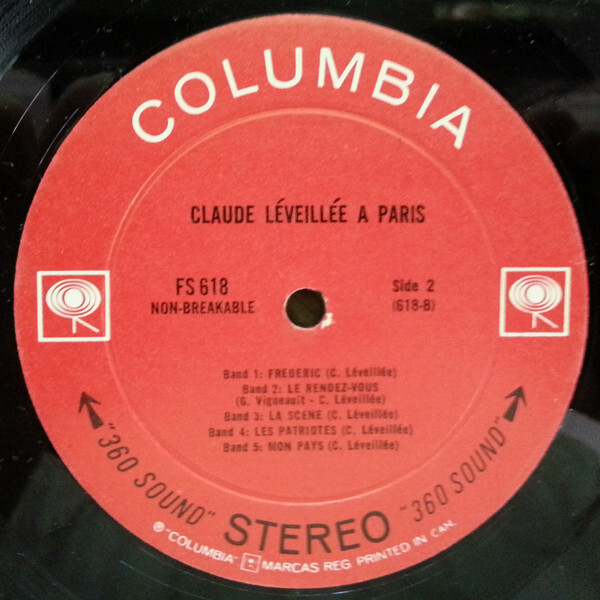 COLUMBIA
CLAUDE LÉVEILLÉE A PARIS
FS 618
NON-BREAKABLE
Side 2
(618-B)
Band 1: FREDERIC (C. Léveillée)
Band 2: LE RENDEZ-VOUS
(G. Vigneault - C. Léveillée)
Band 3: LA SCENE (C. Léveillée)
Band 4: LES PATRIOTES (C. Léveillée)
Band 5: MON PAYS (C. Léveillée)
"360 SOUND" STEREO "360 SOUND"
® "COLUMBIA" MARCAS REG. PRINTED IN CAN.